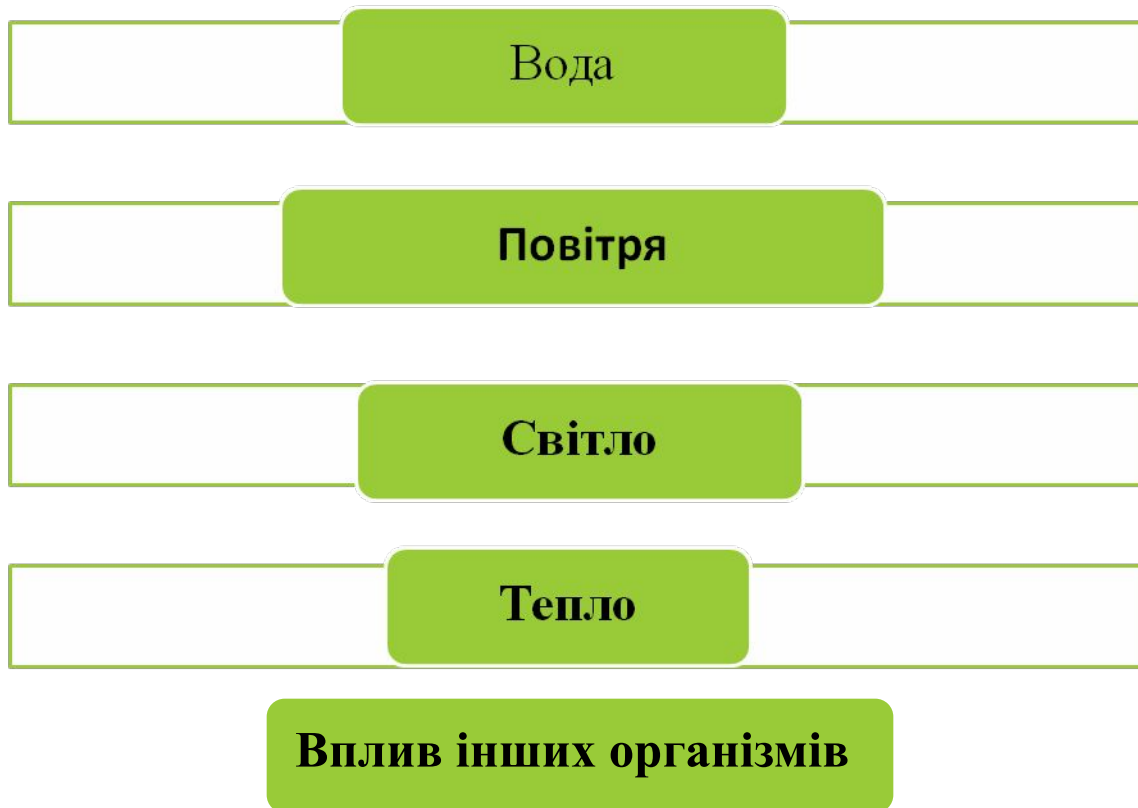 Вода
Повітря
Світло
Тепло
Вплив інших організмів